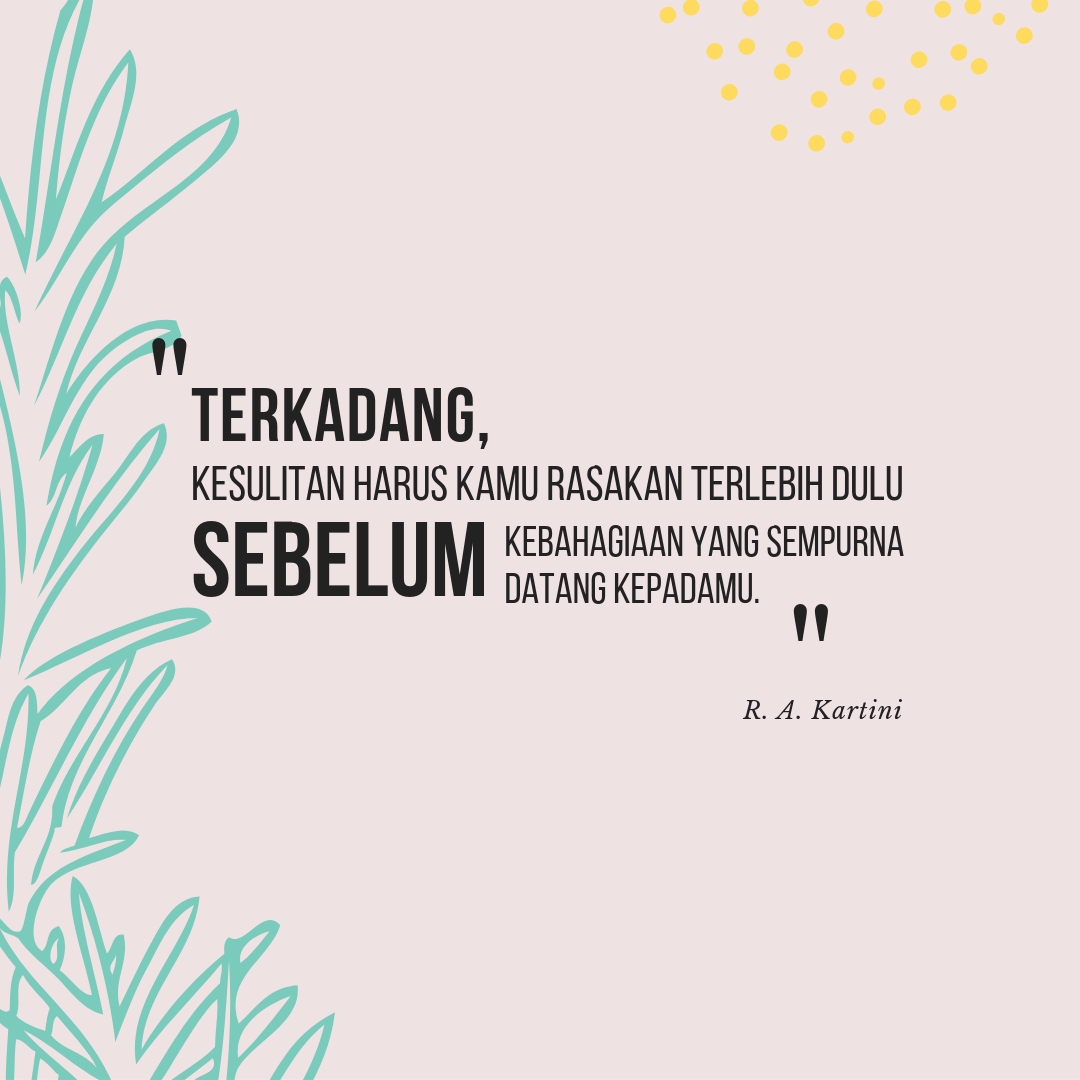 "
TERKADANG,
KESULITAN HARUS KAMU RASAKAN TERLEBIH DULU
SEBELUM KEBAHAGIAAN YANG SEMPURNA
DATANG KEPADAMU.
"
R. A. Kartini